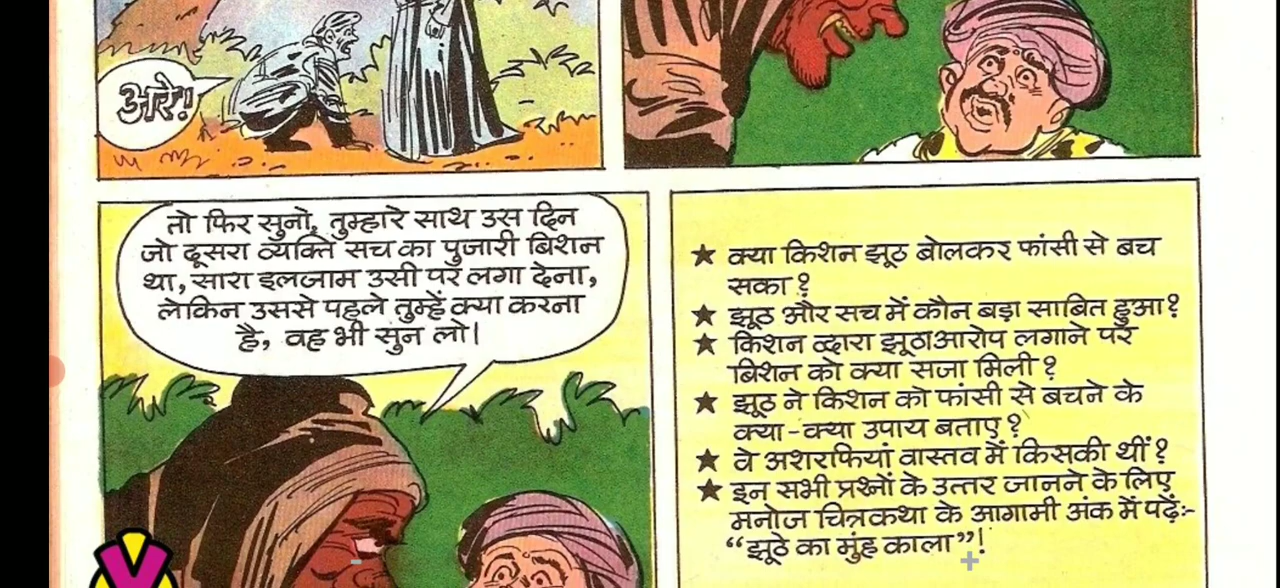 अरे!
तो फिर सुनो, तुम्हारे साथ उस दिन
जो दूसरा व्यक्ति सच का पुजारी बिशन
था, सारा इलजाम उसी पर लगा देना,
लेकिन उससे पहले तुम्हें क्या करना
है, वह भी सुन लो।
★ क्या किशन झूठ बोलकर फांसी से बच
सका?
★ झूठ और सच में कौन बड़ा साबित हुआ?
★ किशन द्वारा झूठा आरोप लगाने पर
बिशन को क्या सजा मिली?
★ झूठ ने किशन को फांसी से बचने के
क्या-क्या उपाय बताए?
★ वे अशरफियां वास्तव में किसकी थीं?
★ इन सभी प्रश्नों के उत्तर जानने के लिए
मनोज चित्रकथा के आगामी अंक में पढ़ें:-
“झूठे का मुंह काला”!